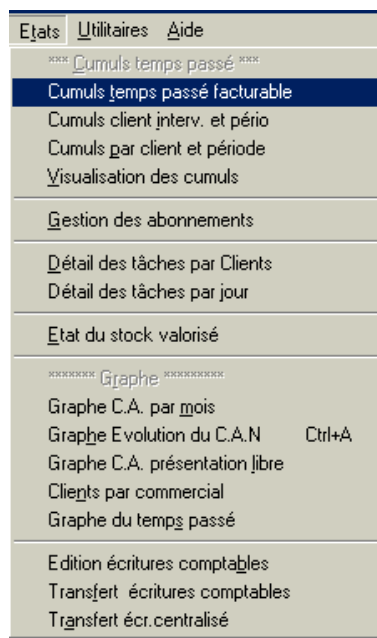 Etats Utilitaires Aide
*** Cumuls temps passé ***
Cumuls temps passé facturable
Cumuls client interv. et pério
Cumuls par client et période
Visualisation des cumuls
Gestion des abonnements
Détail des tâches par Clients
Détail des tâches par jour
Etat du stock valorisé
******* Graphe *********
Graphe C.A. par mois
Graphe Evolution du C.A.N Ctrl+A
Graphe C.A. présentation libre
Clients par commercial
Graphe du temps passé
Edition écritures comptables
Transfert écritures comptables
Transfert écr.centralisé